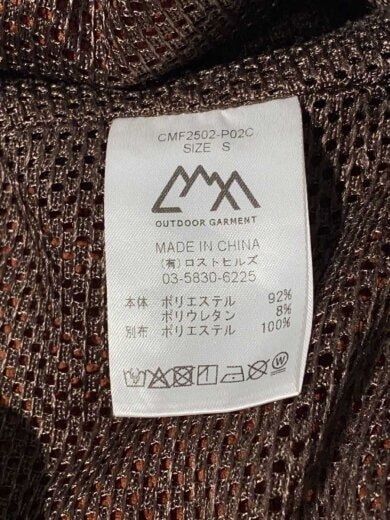 CMF2502-P02C
SIZE S
OUTDOOR GARMENT
MADE IN CHINA
(有)ロストヒルズ
03-5830-6225
本体 ポリエステル 92%
ポリウレタン 8%
別布 ポリエステル 100%